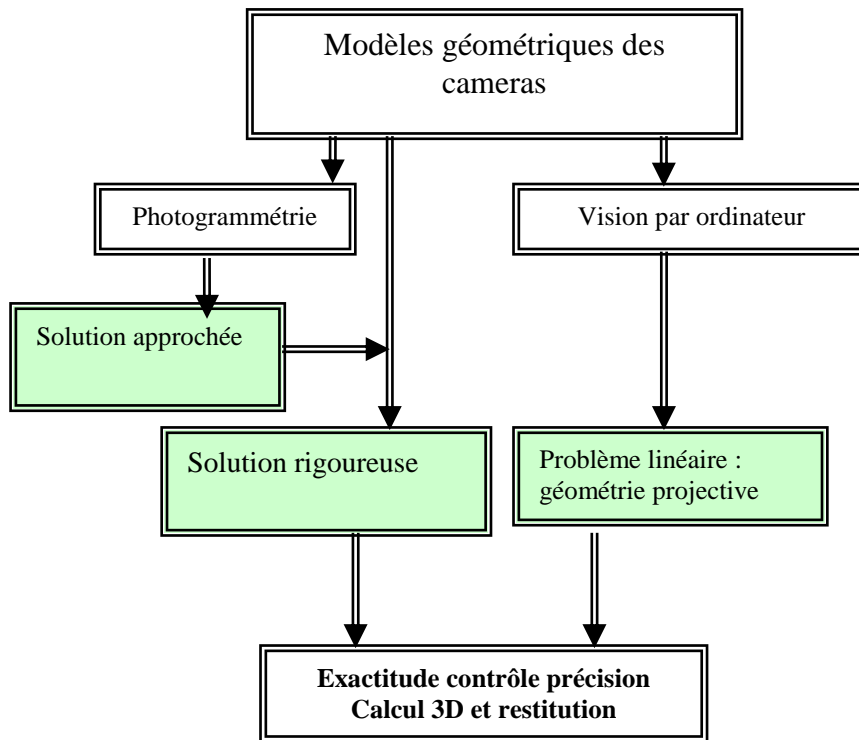 Modèles géométriques des
cameras
Photogrammétrie
Vision par ordinateur
Solution approchée
Solution rigoureuse
Problème linéaire :
géométrie projective
Exactitude contrôle précision
Calcul 3D et restitution